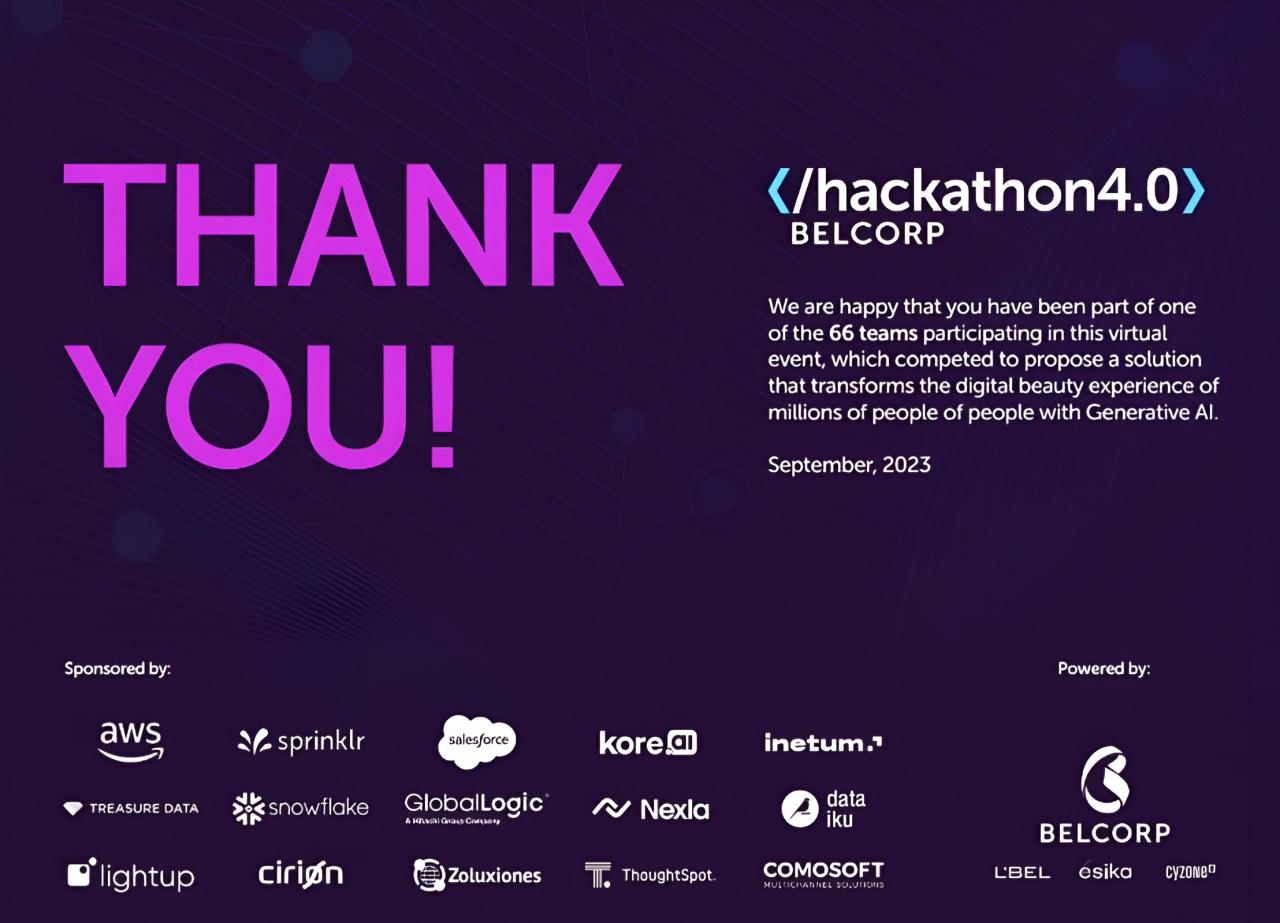 THANK
YOU!
</hackathon4.0>
BELCORP
We are happy that you have been part of one
of the 66 teams participating in this virtual
event, which competed to propose a solution
that transforms the digital beauty experience of
millions of people of people with Generative AI.
September, 2023
Sponsored by:
Powered by:
aws
sprinklr
salesforce
kore.ai
inetum.
TREASURE DATA
snowflake
GlobalLogic
A Hitachi Group Company
Nexla
data
iku
lightup
cirion
Zoluxiones
T. ThoughtSpot.
COMOSOFT
MULTICHANNEL SOLUTIONS
BELCORP
L'BEL
ésika
cyzone